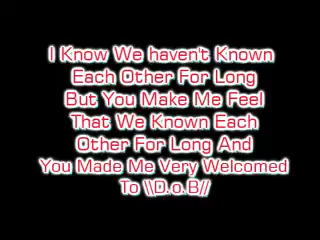 I Know We haven't Known
Each Other For Long
But You Make Me Feel
That We Known Each
Other For Long And
You Made Me Very Welcomed
To \\D.o.B//